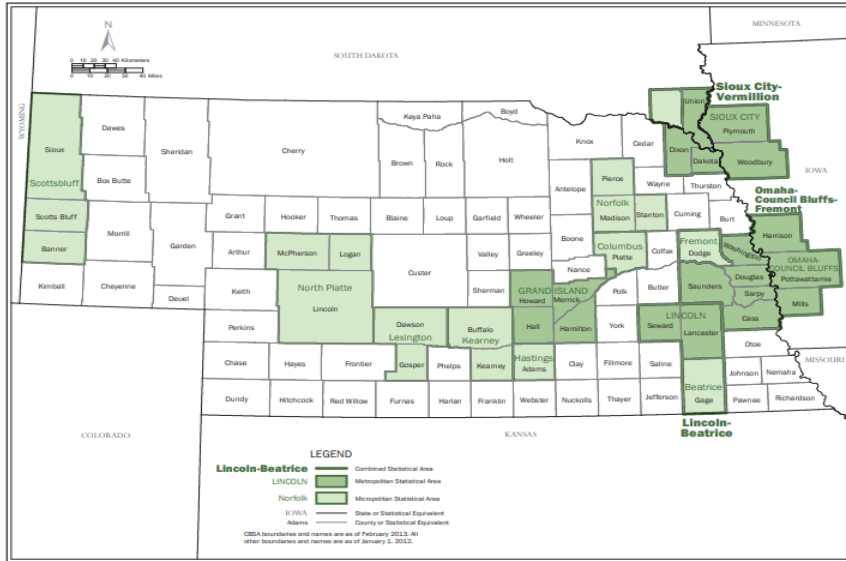 MINNESOTA
N
0 10 20 30 40 Kilometers
0 10 20 30 40 Miles
SOUTH DAKOTA
WYOMING
Sioux City-
Vermillion
Union
SIOUX CITY
Plymouth
Boyd
Keya Paha
Dawes
Sheridan
Cherry
Knox
Cedar
Dixon
Dakota
Woodbury
IOWA
Sioux
Scottsbluff
Box Butte
Brown
Rock
Holt
Antelope
Pierce
Wayne
Thurston
Omaha-
Council Bluffs-
Fremont
Scotts Bluff
Morrill
Garden
Grant
Hooker
Thomas
Blaine
Loup
Garfield
Wheeler
Norfolk
Madison
Stanton
Cuming
Burt
Harrison
Banner
Arthur
McPherson
Logan
Custer
Valley
Greeley
Boone
Columbus
Platte
Colfax
Fremont
Dodge
Washington
OMAHA-
COUNCIL BLUFFS
Pottawattamie
Nance
Douglas
Sarpy
Kimball
Cheyenne
Deuel
Keith
North Platte
Lincoln
Sherman
GRAND ISLAND
Howard
Merrick
Polk
Butler
Saunders
Mills
Cass
Perkins
Dawson
Lexington
Buffalo
Kearney
Hall
Hamilton
York
Seward
LINCOLN
Lancaster
Otoe
Chase
Hayes
Frontier
Gosper
Phelps
Kearney
Hastings
Adams
Clay
Fillmore
Saline
Johnson
Nemaha
MISSOURI
Dundy
Hitchcock
Red Willow
Furnas
Harlan
Franklin
Webster
Nuckolls
Thayer
Jefferson
Beatrice
Gage
Pawnee
Richardson
COLORADO
KANSAS
Lincoln-
Beatrice
LEGEND
Lincoln-Beatrice Combined Statistical Area
LINCOLN Metropolitan Statistical Area
Norfolk Micropolitan Statistical Area
IOWA State or Statistical Equivalent
Adams County or Statistical Equivalent
CBSA boundaries and names are as of February 2013. All
other boundaries and names are as of January 1, 2012.